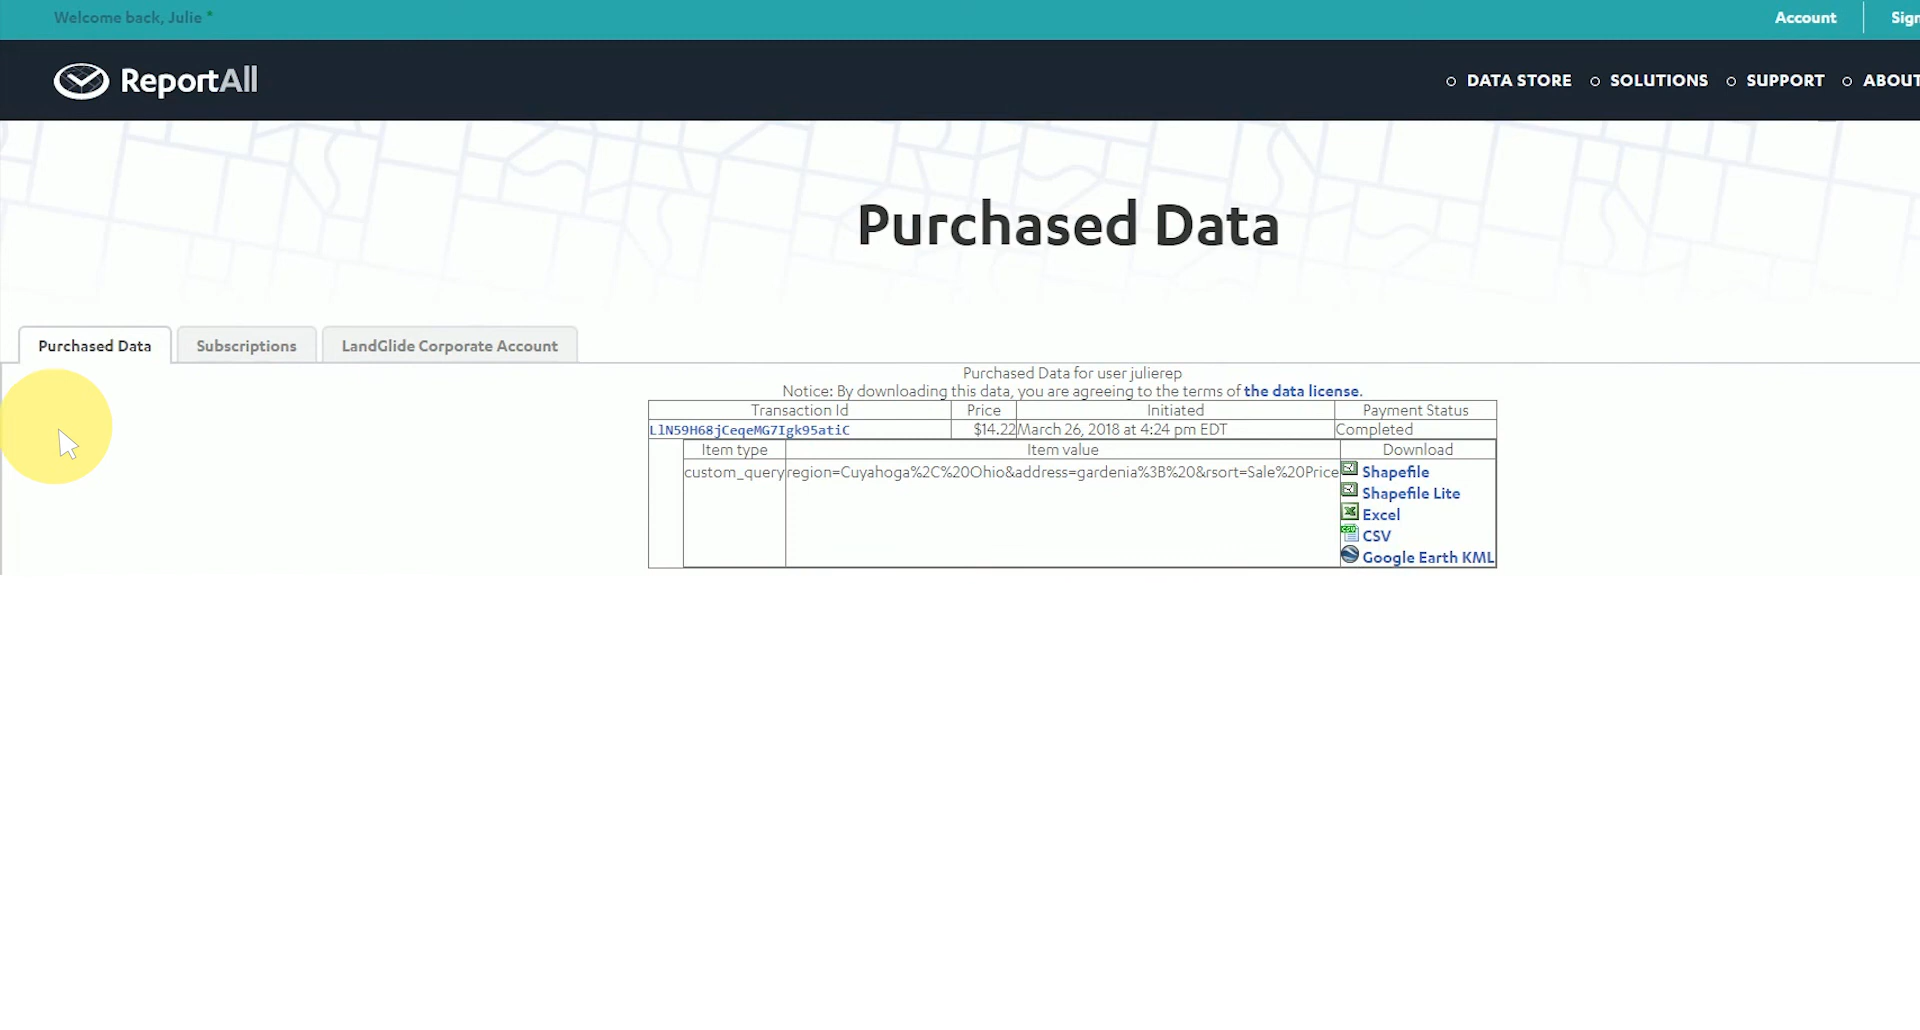 Welcome back, Julie *
Account
Sign
ReportAll
DATA STORE SOLUTIONS SUPPORT ABOUT
Purchased Data
Purchased Data Subscriptions LandGlide Corporate Account
Purchased Data for user julierep
Notice: By downloading this data, you are agreeing to the terms of the data license.
Transaction Id Price Initiated Payment Status
LlN59H68jCeqeMG7Igk95atiC $14.22 March 26, 2018 at 4:24 pm EDT Completed
Item type Item value Download
custom_query region=Cuyahoga%2C%20Ohio&address=gardenia%3B%20&rsort=Sale%20Price Shapefile
Shapefile Lite
Excel
CSV
Google Earth KML